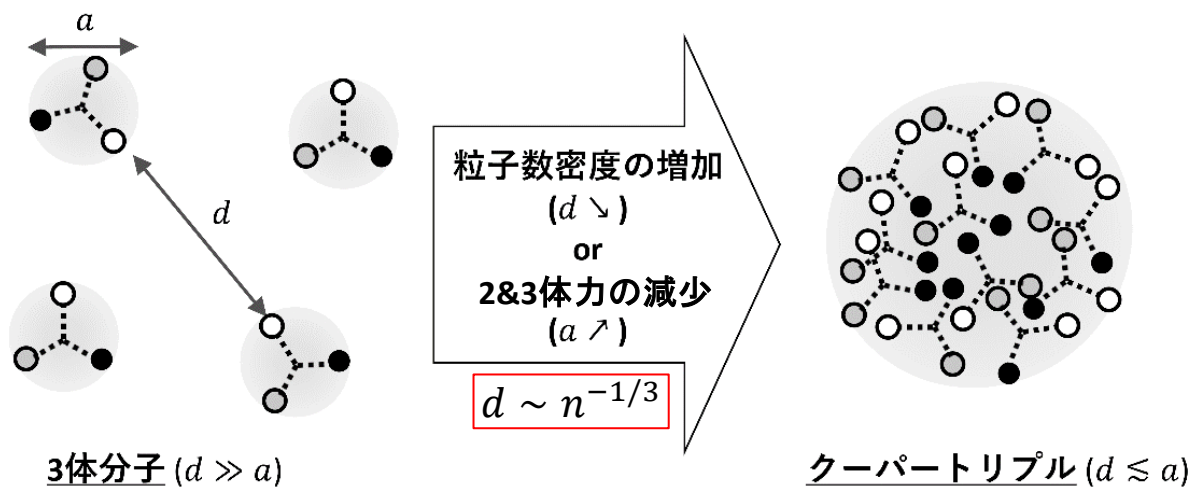 a
d
粒子数密度の増加
(d ↘ )
or
2&3体力の減少
(a ↗ )
d ~ n^{-1/3}
3体分子 (d ≫ a)
クーパートリプル (d ≲ a)